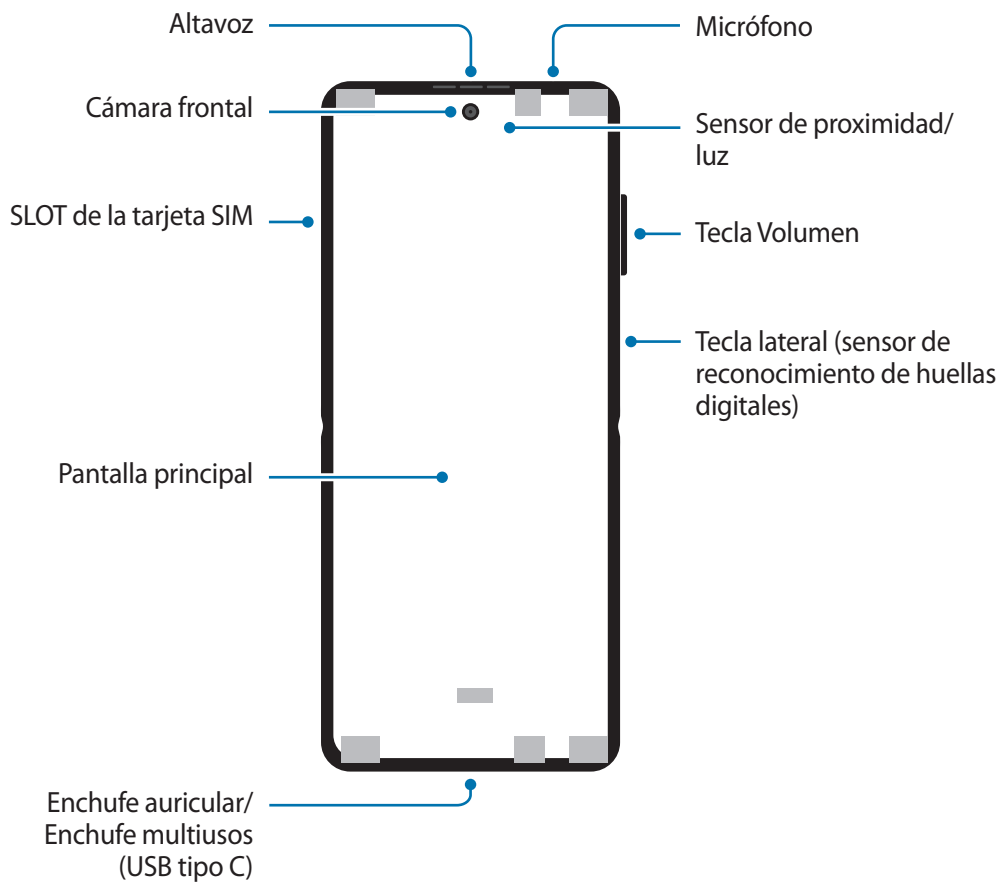 Altavoz
Micrófono
Cámara frontal
Sensor de proximidad/
luz
SLOT de la tarjeta SIM
Tecla Volumen
Tecla lateral (sensor de
reconocimiento de huellas
digitales)
Pantalla principal
Enchufe auricular/
Enchufe multiusos
(USB tipo C)